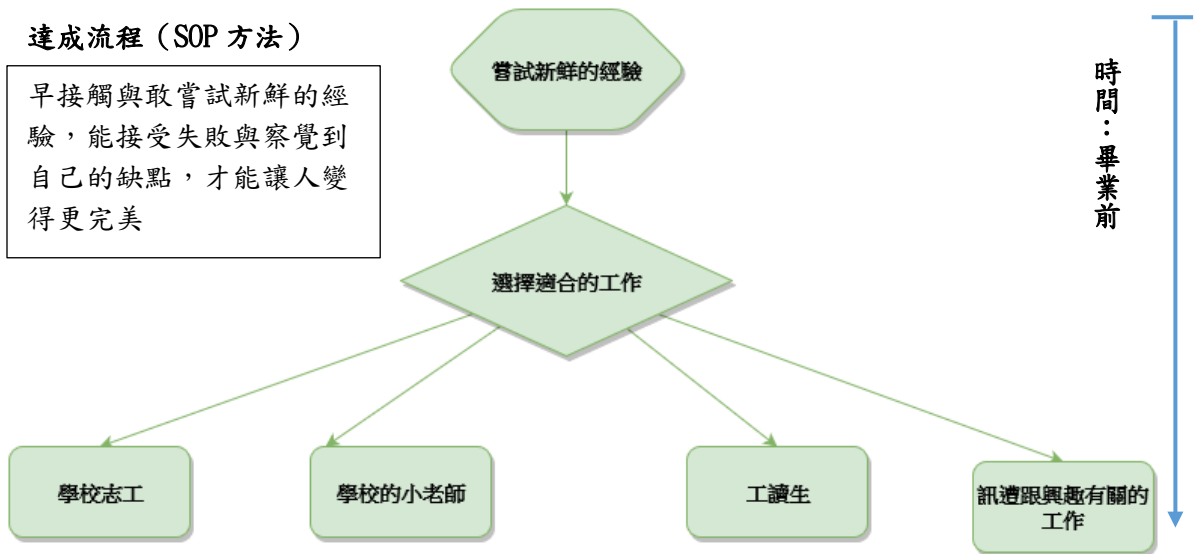 達成流程（SOP 方法）
早接觸與敢嘗試新鮮的經
驗，能接受失敗與察覺到
自己的缺點，才能讓人變
得更完美
嘗試新鮮的經驗
時間：畢業前
選擇適合的工作
學校志工
學校的小老師
工讀生
訊遭跟興趣有關的
工作